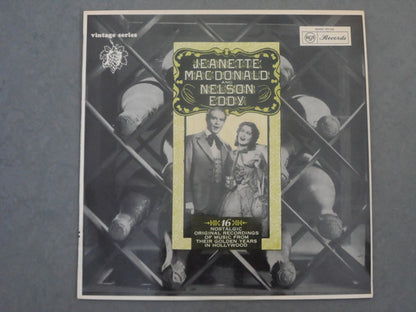 vintage series
RCA Records
JEANETTE
MACDONALD
AND
NELSON
EDDY
16
NOSTALGIC
ORIGINAL RECORDINGS
OF MUSIC FROM
THEIR GOLDEN YEARS
IN HOLLYWOOD